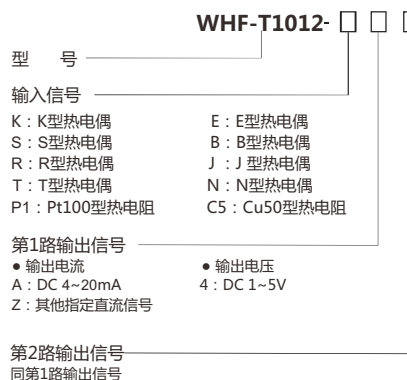 WHF-T1012- □ □
型 号
输入信号
K：K型热电偶 E：E型热电偶
S：S型热电偶 B：B型热电偶
R：R型热电偶 J：J 型热电偶
T：T型热电偶 N：N型热电偶
P1：Pt100型热电阻 C5：Cu50型热电阻
第1路输出信号
● 输出电流 ● 输出电压
A：DC 4~20mA 4：DC 1~5V
Z：其他指定直流信号
第2路输出信号
同第1路输出信号